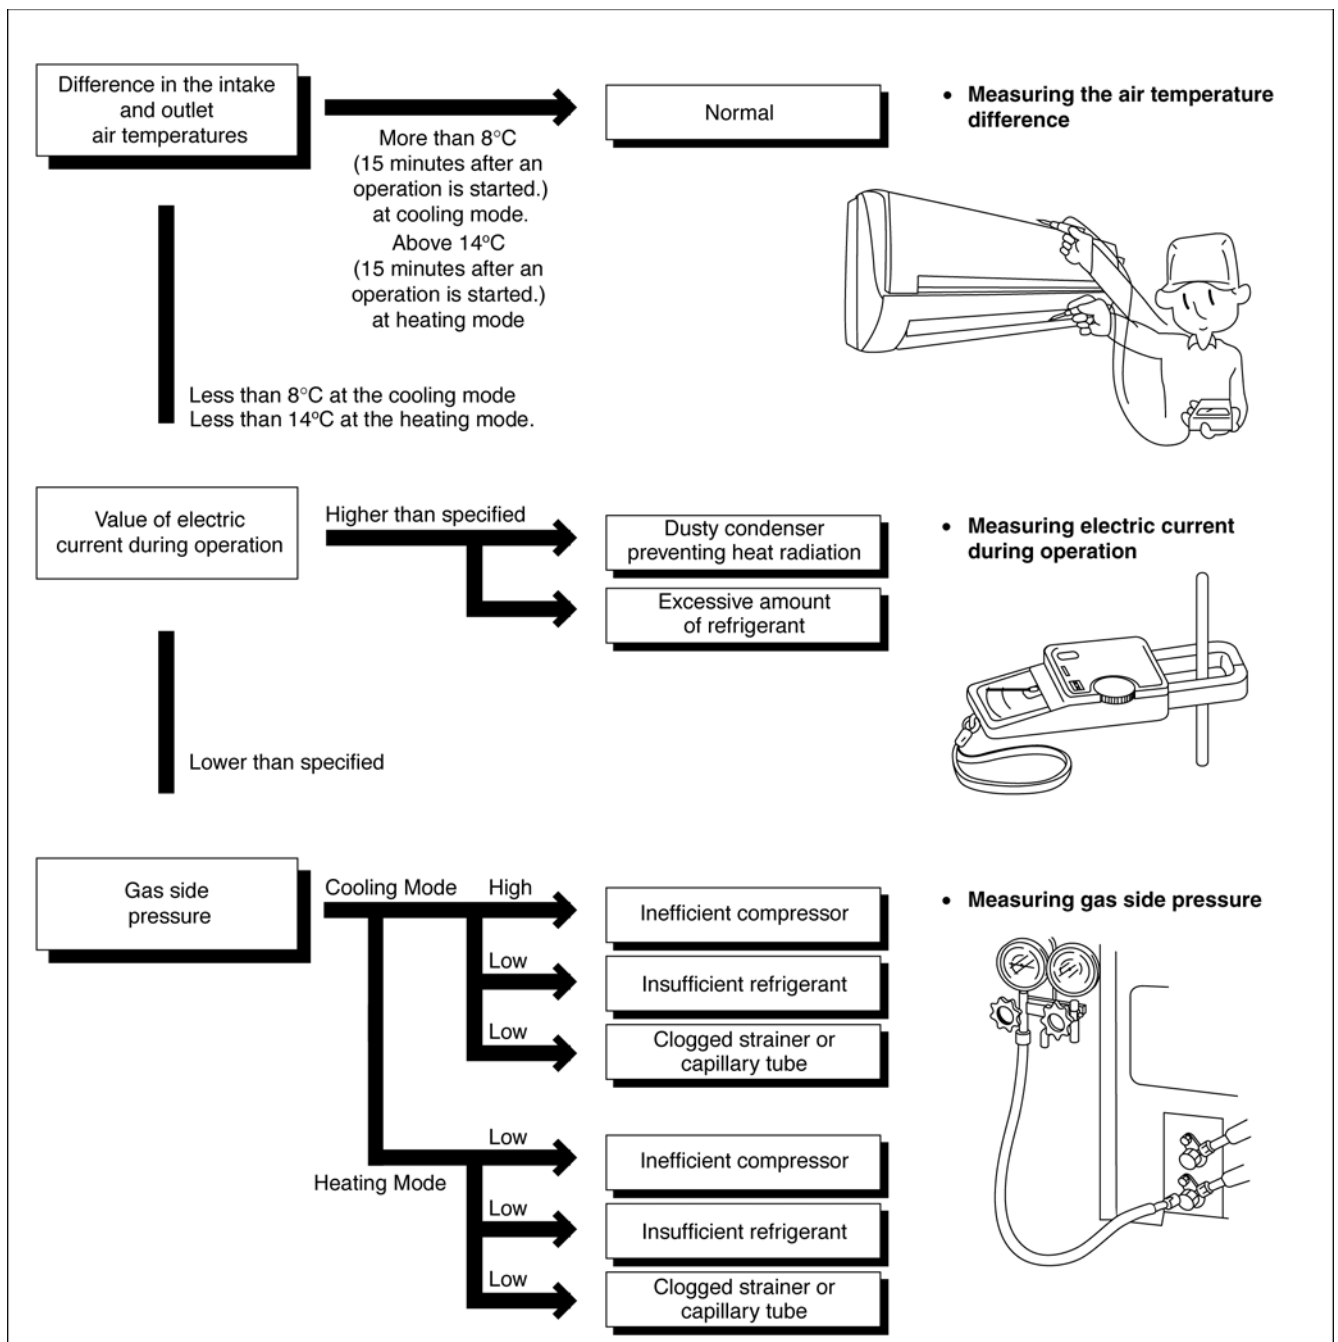 Difference in the intake
and outlet
air temperatures
More than 8°C
(15 minutes after an
operation is started.)
at cooling mode.
Above 14ºC
(15 minutes after an
operation is started.)
at heating mode
Normal
• Measuring the air temperature
difference
Less than 8°C at the cooling mode
Less than 14ºC at the heating mode.
Value of electric
current during operation
Higher than specified
Dusty condenser
preventing heat radiation
Excessive amount
of refrigerant
• Measuring electric current
during operation
Lower than specified
Gas side
pressure
Cooling Mode
High
Inefficient compressor
Low
Insufficient refrigerant
Low
Clogged strainer or
capillary tube
Heating Mode
Low
Inefficient compressor
Low
Insufficient refrigerant
Low
Clogged strainer or
capillary tube
• Measuring gas side pressure